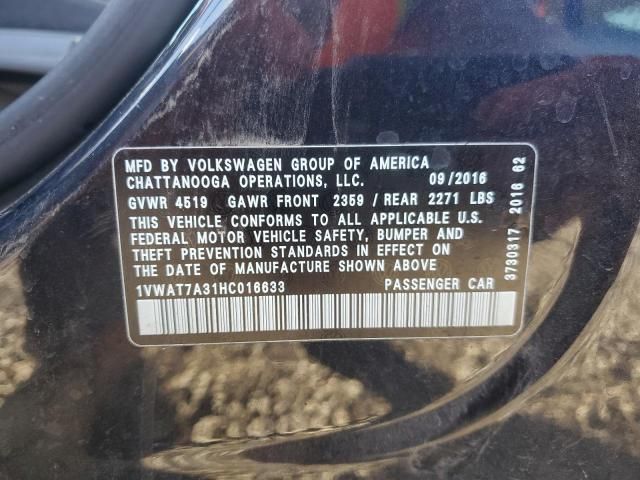 MFD BY VOLKSWAGEN GROUP OF AMERICA
CHATTANOOGA OPERATIONS, LLC. 09/2016
GVWR 4519 GAWR FRONT 2359 / REAR 2271 LBS
THIS VEHICLE CONFORMS TO ALL APPLICABLE U.S.
FEDERAL MOTOR VEHICLE SAFETY, BUMPER AND
THEFT PREVENTION STANDARDS IN EFFECT ON
THE DATE OF MANUFACTURE SHOWN ABOVE
1VWAT7A31HC016633 PASSENGER CAR
3730317 2016 62